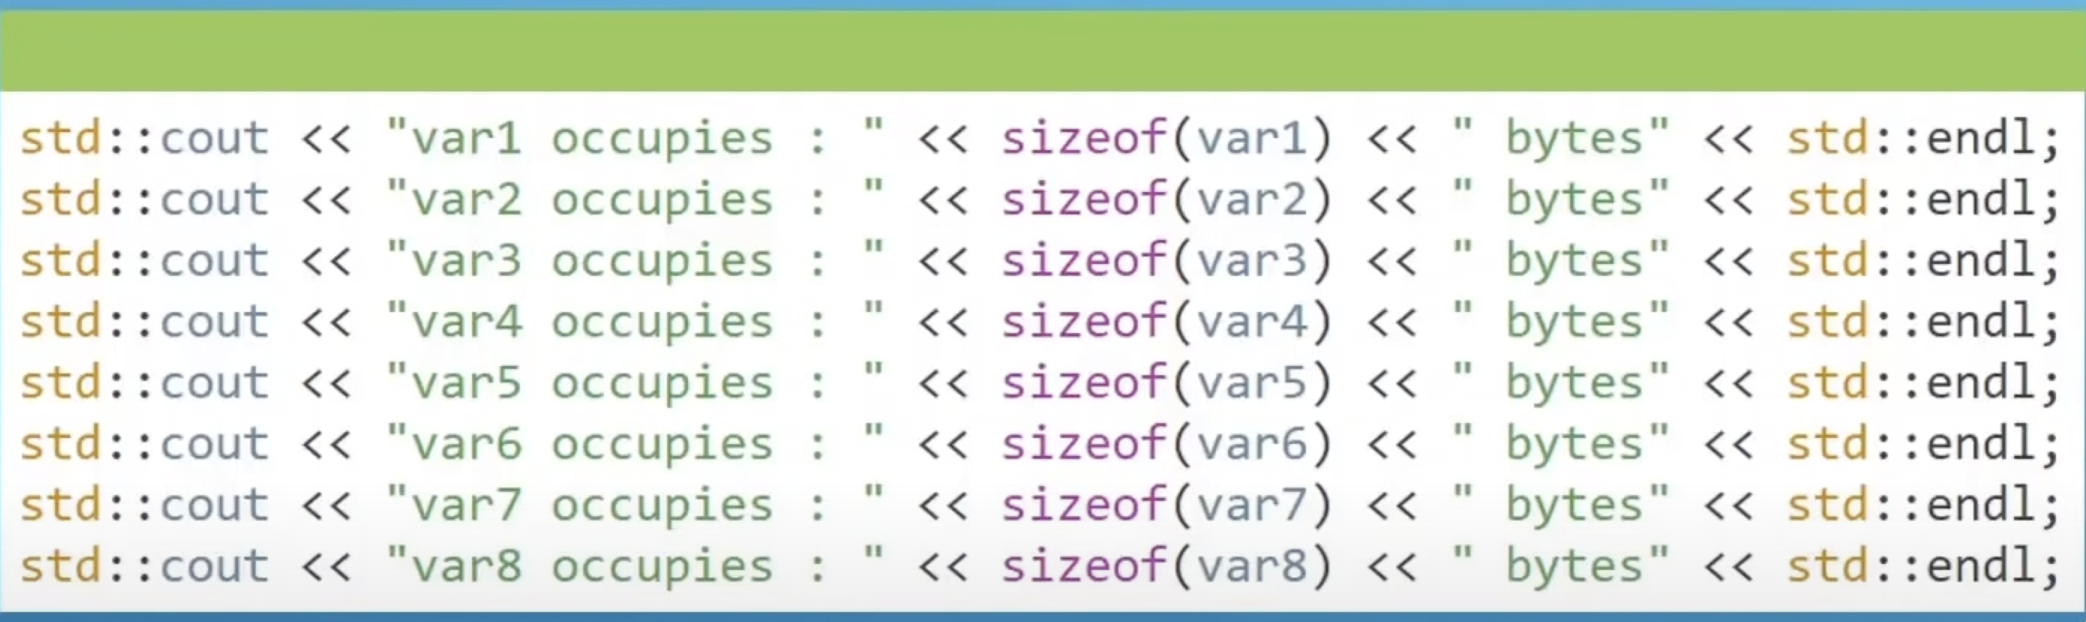 std::cout << "var1 occupies : " << sizeof(var1) << " bytes" << std::endl;
std::cout << "var2 occupies : " << sizeof(var2) << " bytes" << std::endl;
std::cout << "var3 occupies : " << sizeof(var3) << " bytes" << std::endl;
std::cout << "var4 occupies : " << sizeof(var4) << " bytes" << std::endl;
std::cout << "var5 occupies : " << sizeof(var5) << " bytes" << std::endl;
std::cout << "var6 occupies : " << sizeof(var6) << " bytes" << std::endl;
std::cout << "var7 occupies : " << sizeof(var7) << " bytes" << std::endl;
std::cout << "var8 occupies : " << sizeof(var8) << " bytes" << std::endl;